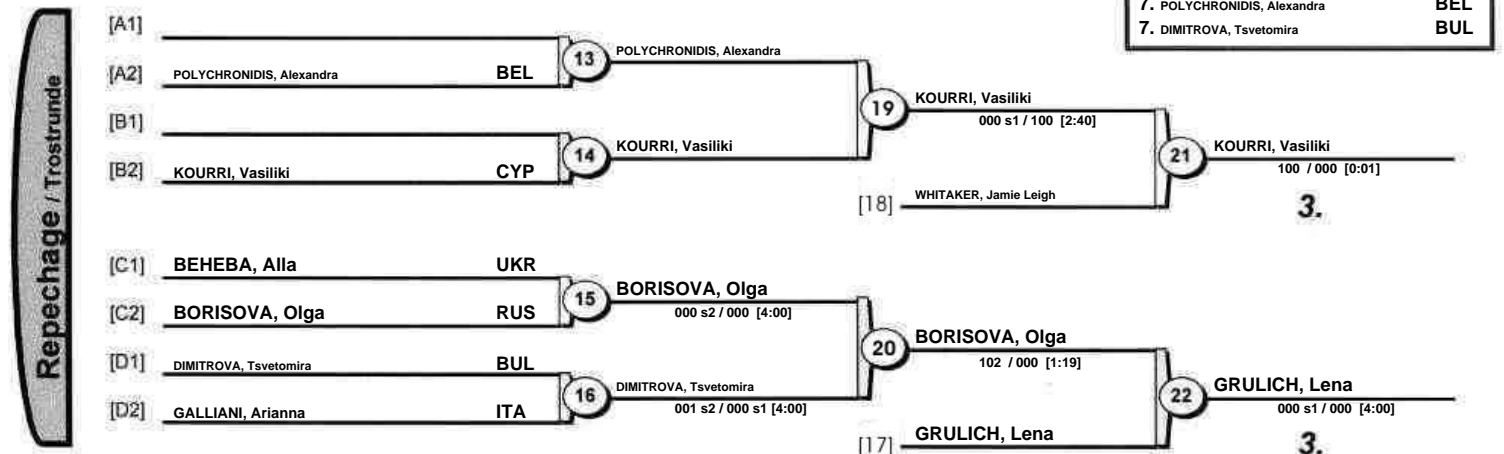 7. POLYCHRONIDIS, Alexandra BEL
7. DIMITROVA, Tsvetomira BUL
Repechage / Trostrunde
[A1]
[A2] POLYCHRONIDIS, Alexandra BEL
13 POLYCHRONIDIS, Alexandra
[B1]
[B2] KOURRI, Vasiliki CYP
14 KOURRI, Vasiliki
19 KOURRI, Vasiliki
000 s1 / 100 [2:40]
[18] WHITAKER, Jamie Leigh
21 KOURRI, Vasiliki
100 / 000 [0:01]
3.
[C1] BEHEBA, Alla UKR
[C2] BORISOVA, Olga RUS
15 BORISOVA, Olga
000 s2 / 000 [4:00]
[D1] DIMITROVA, Tsvetomira BUL
[D2] GALLIANI, Arianna ITA
16 DIMITROVA, Tsvetomira
001 s2 / 000 s1 [4:00]
20 BORISOVA, Olga
102 / 000 [1:19]
[17] GRULICH, Lena
22 GRULICH, Lena
000 s1 / 000 [4:00]
3.